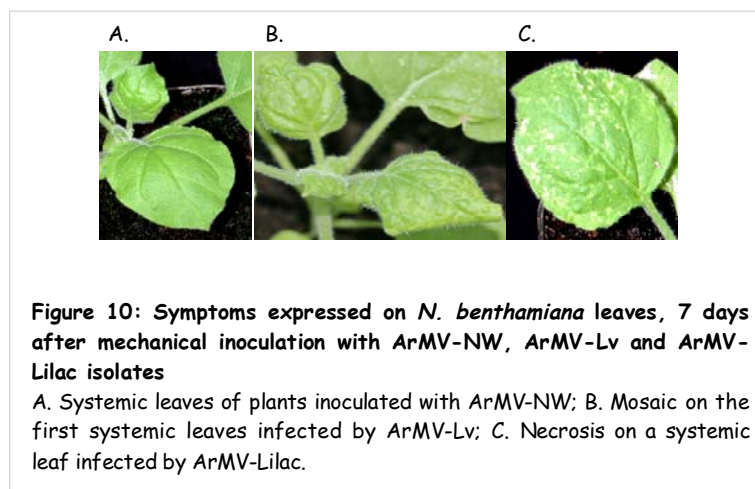 A. B. C.
Figure 10: Symptoms expressed on N. benthamiana leaves, 7 days
after mechanical inoculation with ArMV-NW, ArMV-Lv and ArMV-
Lilac isolates
A. Systemic leaves of plants inoculated with ArMV-NW; B. Mosaic on the
first systemic leaves infected by ArMV-Lv; C. Necrosis on a systemic
leaf infected by ArMV-Lilac.